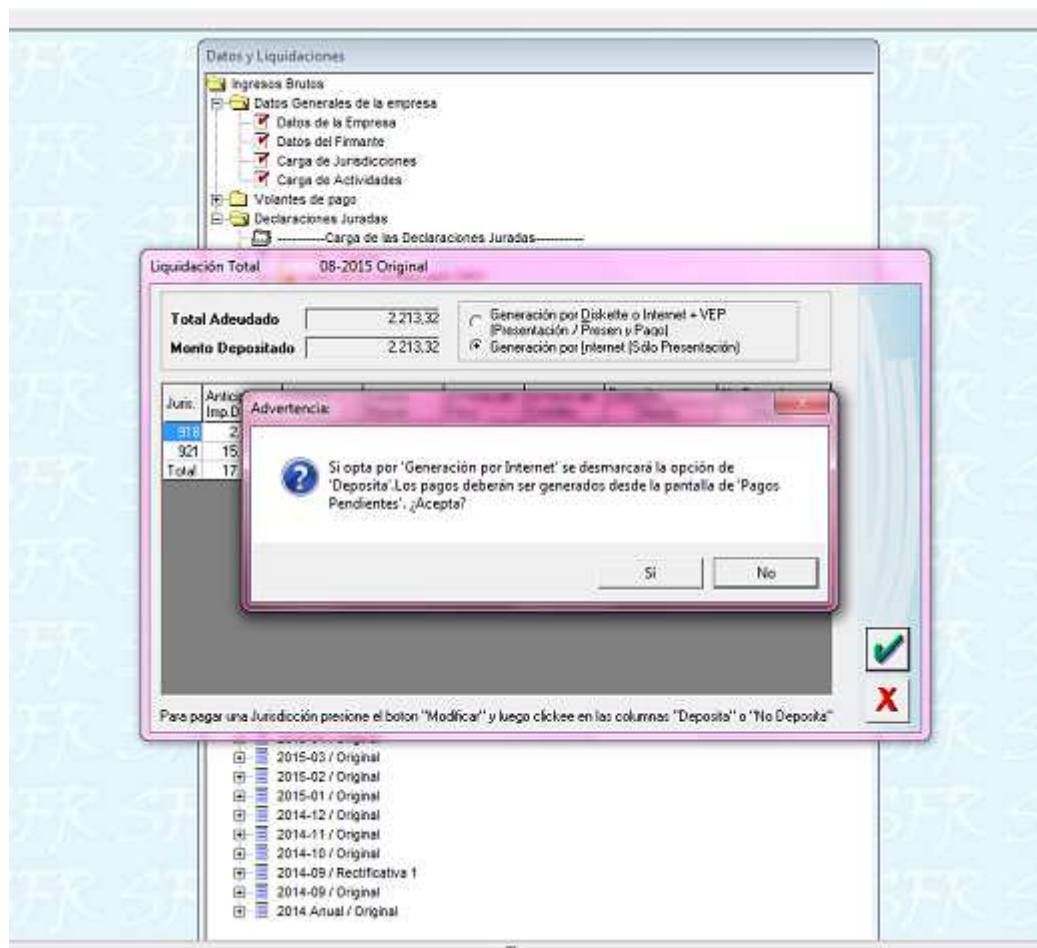 Datos y Liquidaciones
Ingresos Brutos
Datos Generales de la empresa
Datos de la Empresa
Datos del Firmante
Carga de Jurisdicciones
Carga de Actividades
Volantes de pago
Declaraciones Juradas
----------Carga de las Declaraciones Juradas----------
Liquidación Total 08-2015 Original
Total Adeudado 2.213,32
Generación por Diskette o Internet + VEP
(Presentación / Presen y Pago)
Monto Depositado 2.213,32
Generación por Internet (Sólo Presentación)
Juris.
918 2
921 15
Total 17
Advertencia:
Si opta por 'Generación por Internet' se desmarcará la opción de
'Deposita'.Los pagos deberán ser generados desde la pantalla de 'Pagos
Pendientes'. ¿Acepta?
Sí No
Para pagar una Jurisdicción precione el boton "Modificar" y luego clickee en las columnas "Deposita" o "No Deposita"
2015-03 / Original
2015-02 / Original
2015-01 / Original
2014-12 / Original
2014-11 / Original
2014-10 / Original
2014-09 / Rectificativa 1
2014-09 / Original
2014 Anual / Original